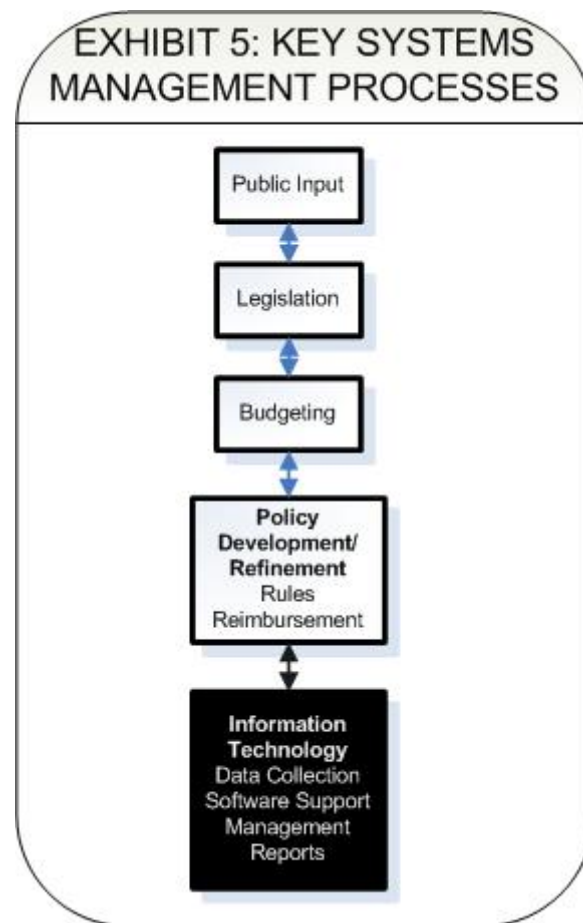 EXHIBIT 5: KEY SYSTEMS
MANAGEMENT PROCESSES
Public Input
Legislation
Budgeting
Policy
Development/
Refinement
Rules
Reimbursement
Information
Technology
Data Collection
Software Support
Management
Reports